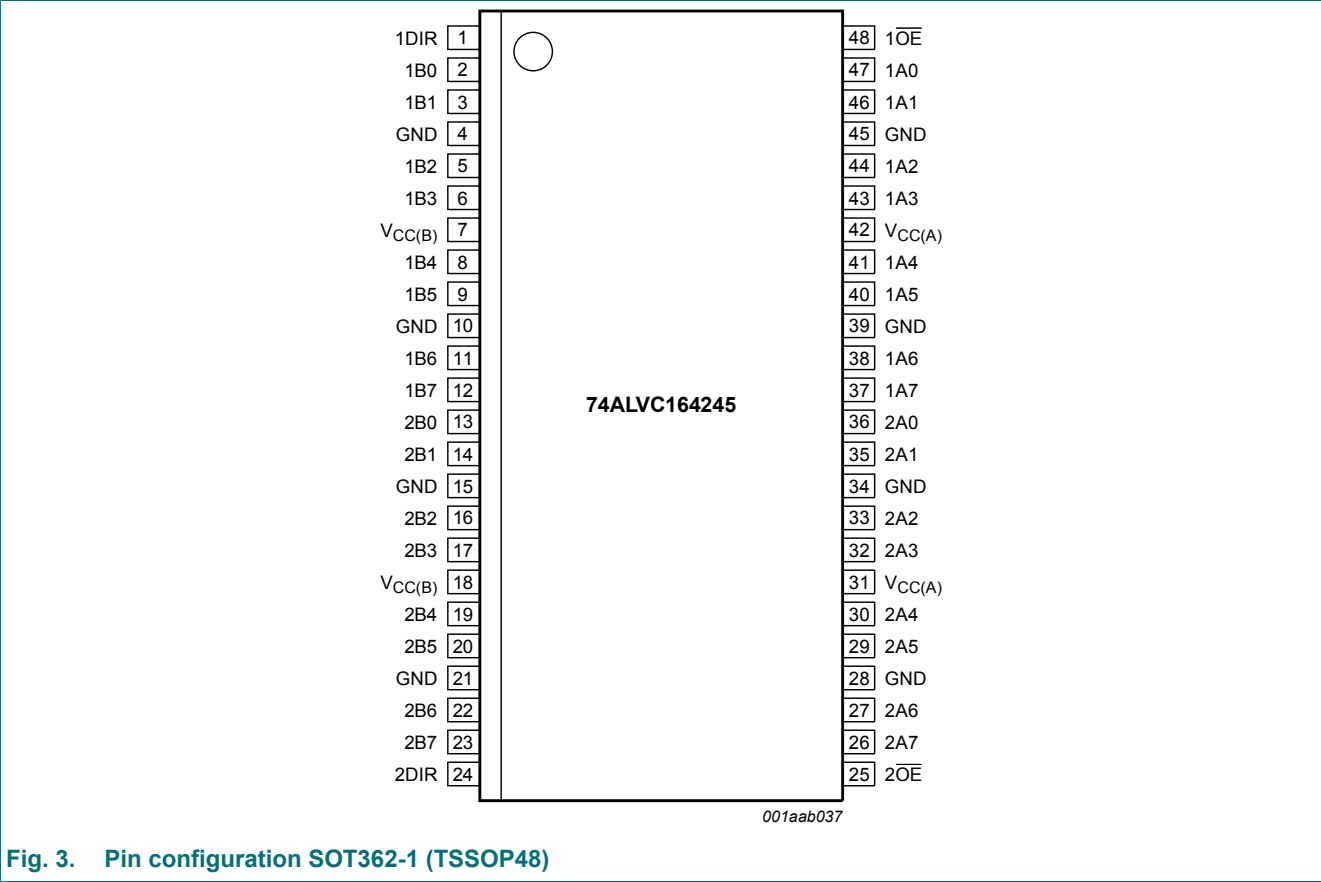 1DIR 1 48 1O̅E̅
1B0 2 47 1A0
1B1 3 46 1A1
GND 4 45 GND
1B2 5 44 1A2
1B3 6 43 1A3
VCC(B) 7 42 VCC(A)
1B4 8 41 1A4
1B5 9 40 1A5
GND 10 39 GND
1B6 11 38 1A6
1B7 12 37 1A7
74ALVC164245
2B0 13 36 2A0
2B1 14 35 2A1
GND 15 34 GND
2B2 16 33 2A2
2B3 17 32 2A3
VCC(B) 18 31 VCC(A)
2B4 19 30 2A4
2B5 20 29 2A5
GND 21 28 GND
2B6 22 27 2A6
2B7 23 26 2A7
2DIR 24 25 2O̅E̅
001aab037
Fig. 3. Pin configuration SOT362-1 (TSSOP48)